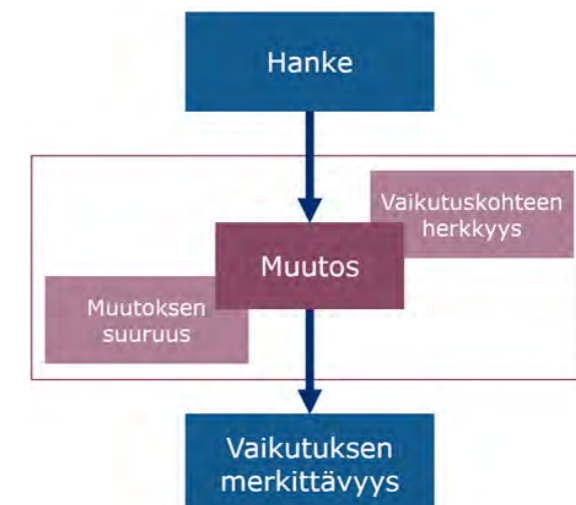 Hanke
Vaikutuskohteen
herkkyys
Muutos
Muutoksen
suuruus
Vaikutuksen
merkittävyys